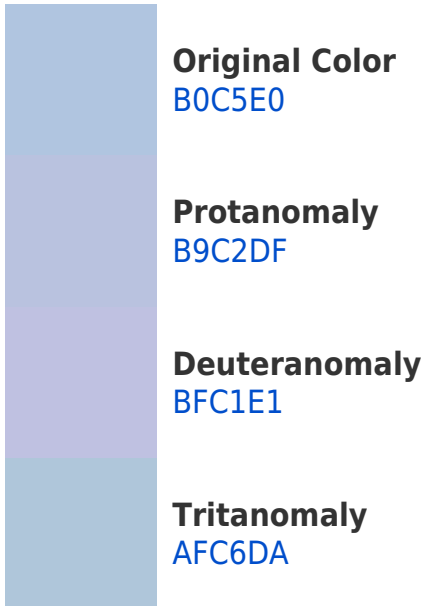 Original Color
B0C5E0
Protanomaly
B9C2DF
Deuteranomaly
BFC1E1
Tritanomaly
AFC6DA